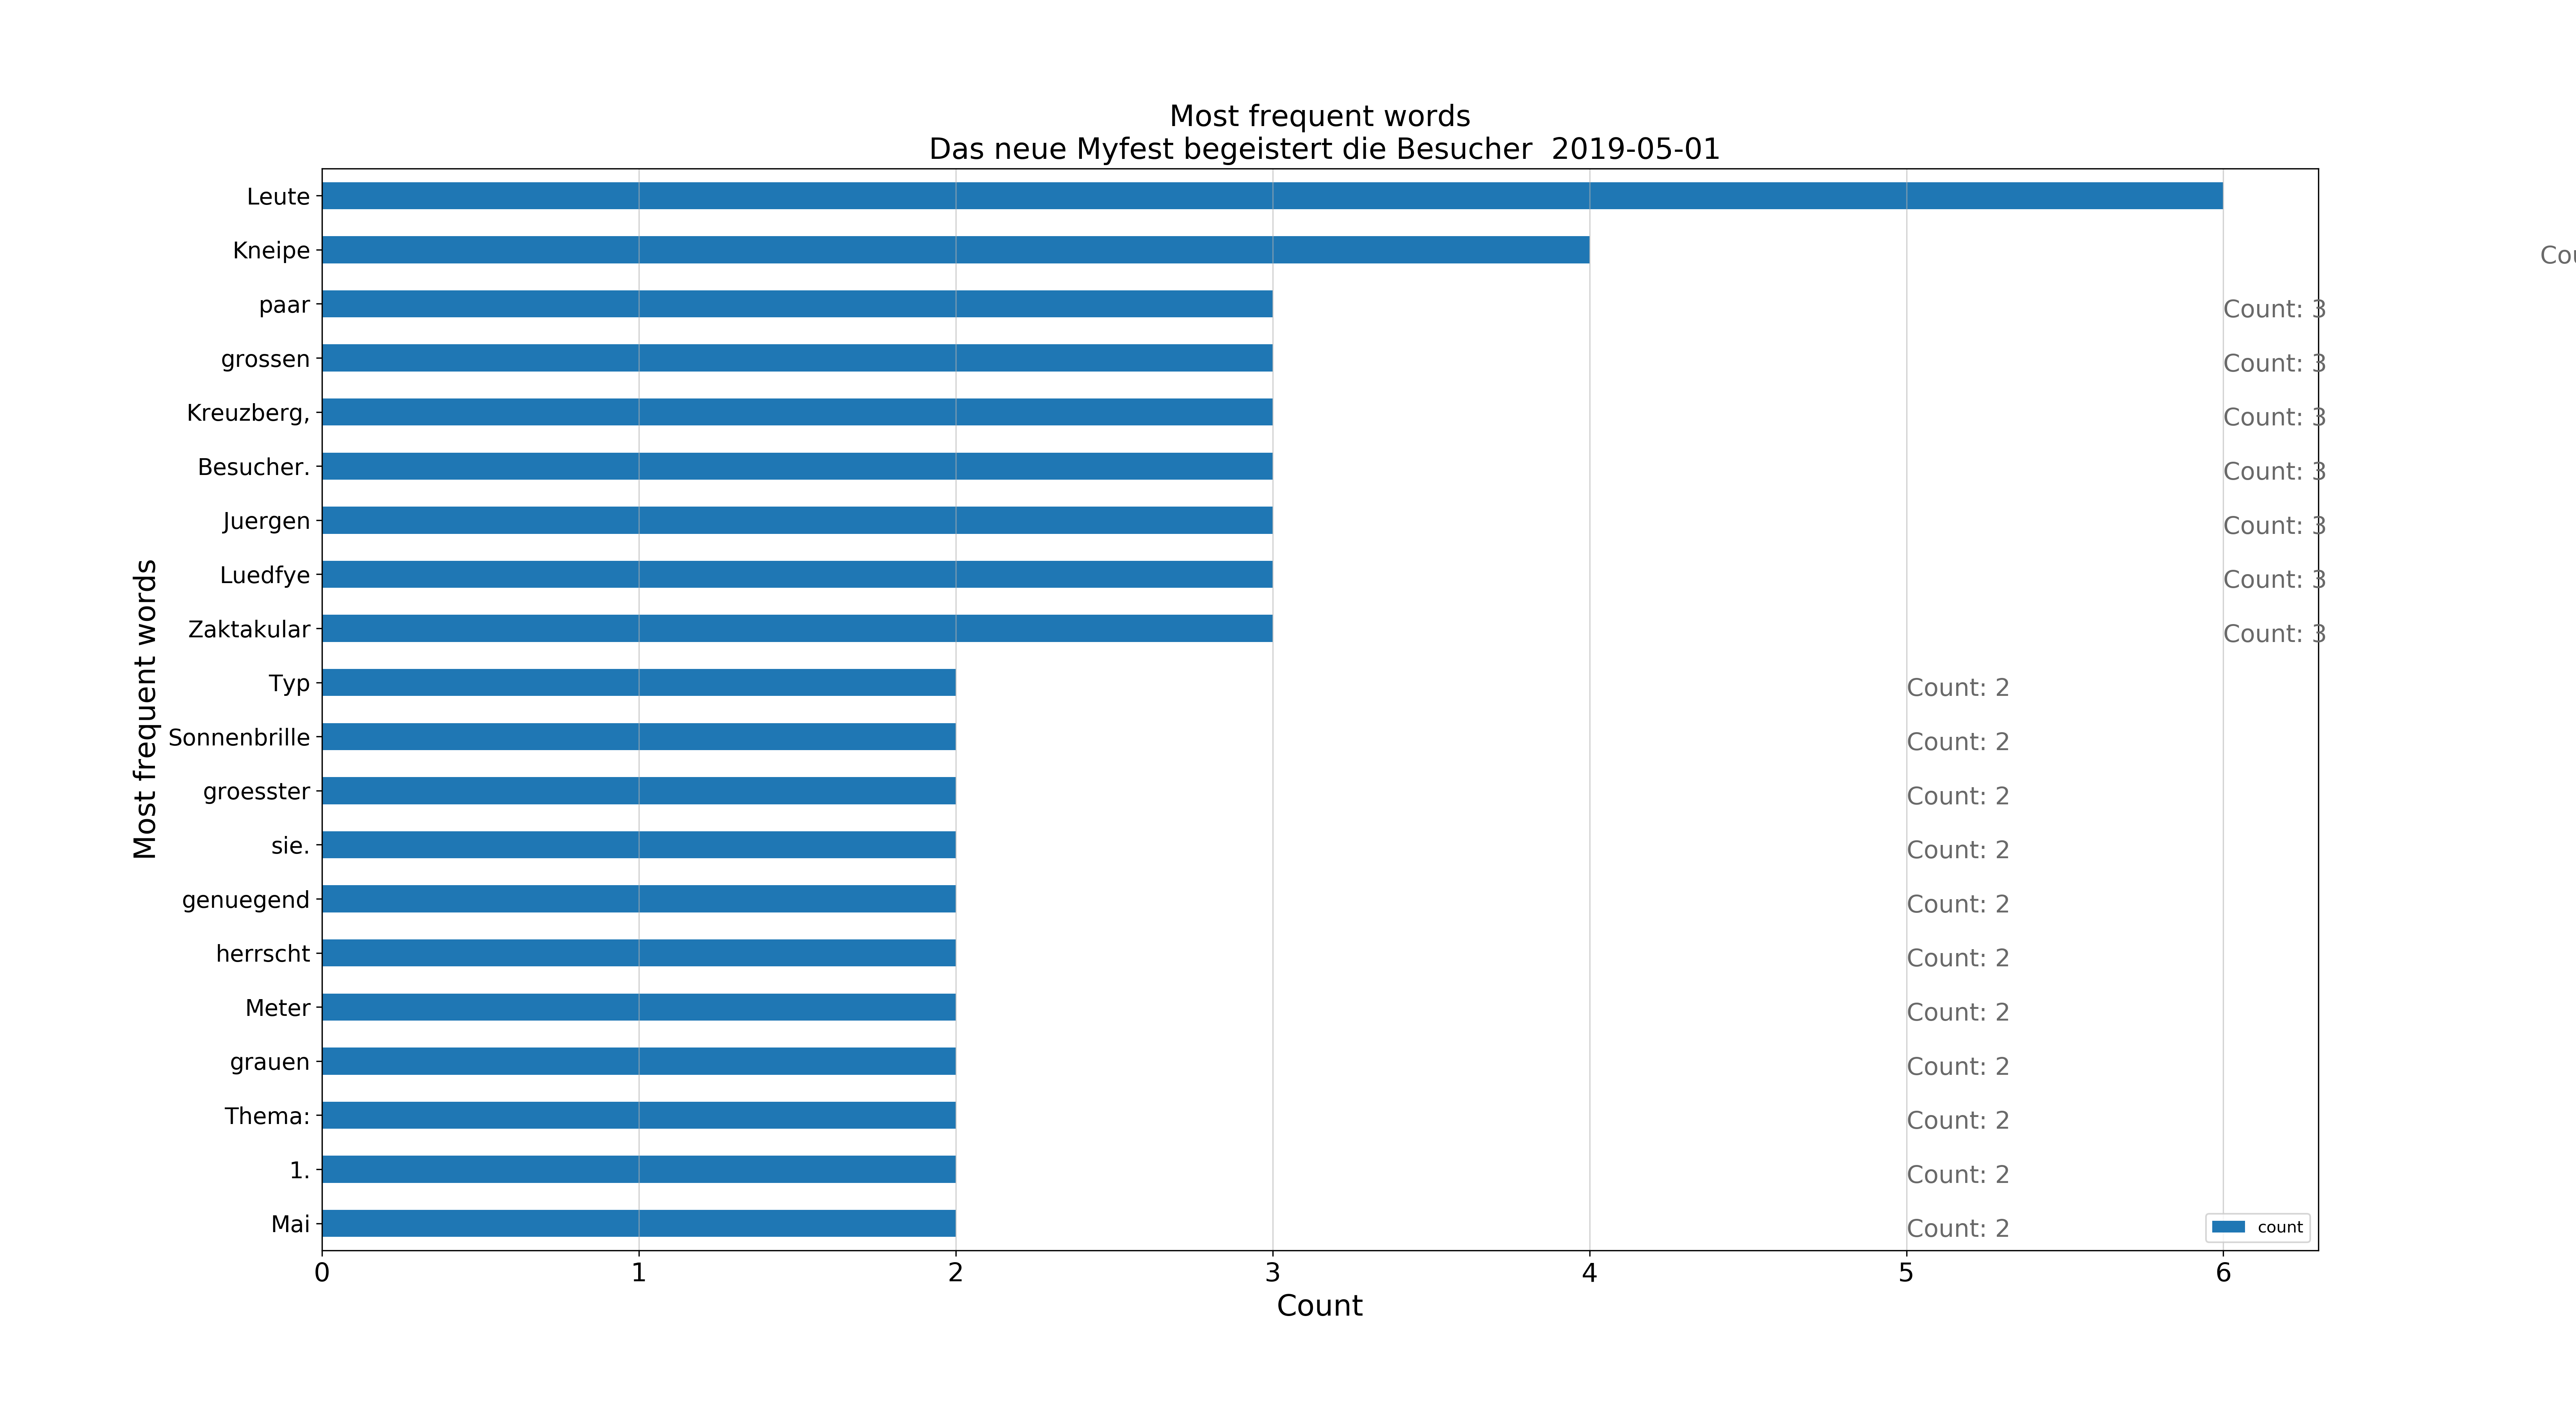 Most frequent words
Das neue Myfest begeistert die Besucher  2019-05-01
Most frequent words
Leute
Kneipe
Cou
paar
Count: 3
grossen
Count: 3
Kreuzberg,
Count: 3
Besucher.
Count: 3
Juergen
Count: 3
Luedfye
Count: 3
Zaktakular
Count: 3
Typ
Count: 2
Sonnenbrille
Count: 2
groesster
Count: 2
sie.
Count: 2
genuegend
Count: 2
herrscht
Count: 2
Meter
Count: 2
grauen
Count: 2
Thema:
Count: 2
1.
Count: 2
Mai
Count: 2
count
0 1 2 3 4 5 6
Count